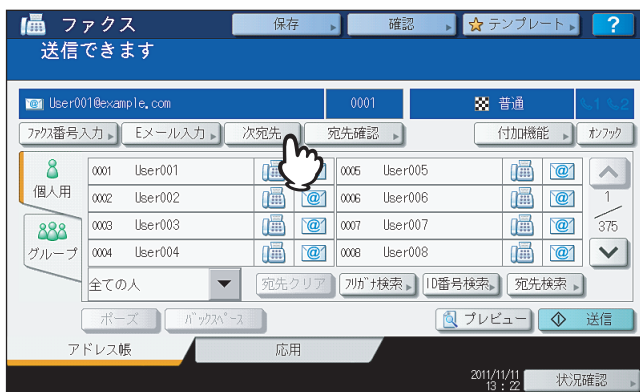 ファクス 保存 確認 テンプレート ?
送信できます
User001@example.com 0001 普通 1 2
ファクス番号入力 Eメール入力 次宛先 宛先確認 付加機能 オンフック
個人用
グループ
0001 User001 0005 User005
0002 User002 0006 User006
0003 User003 0007 User007
0004 User004 0008 User008
1
375
全ての人 宛先クリア フリガナ検索 ID番号検索 宛先検索
ポーズ バックスペース プレビュー 送信
アドレス帳 応用
2011/11/11
13:22 状況確認